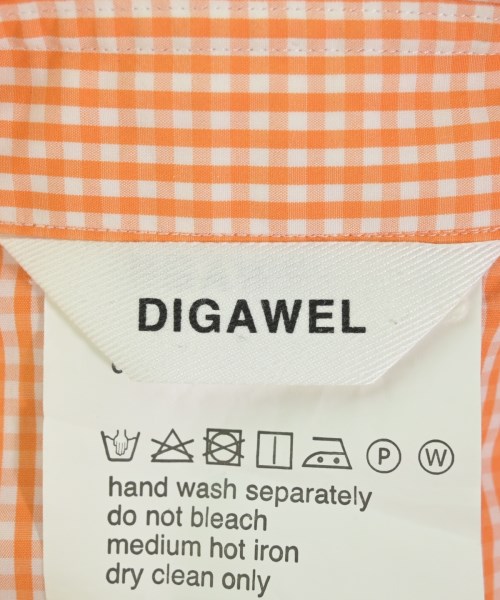 DIGAWEL
P W
hand wash separately
do not bleach
medium hot iron
dry clean only